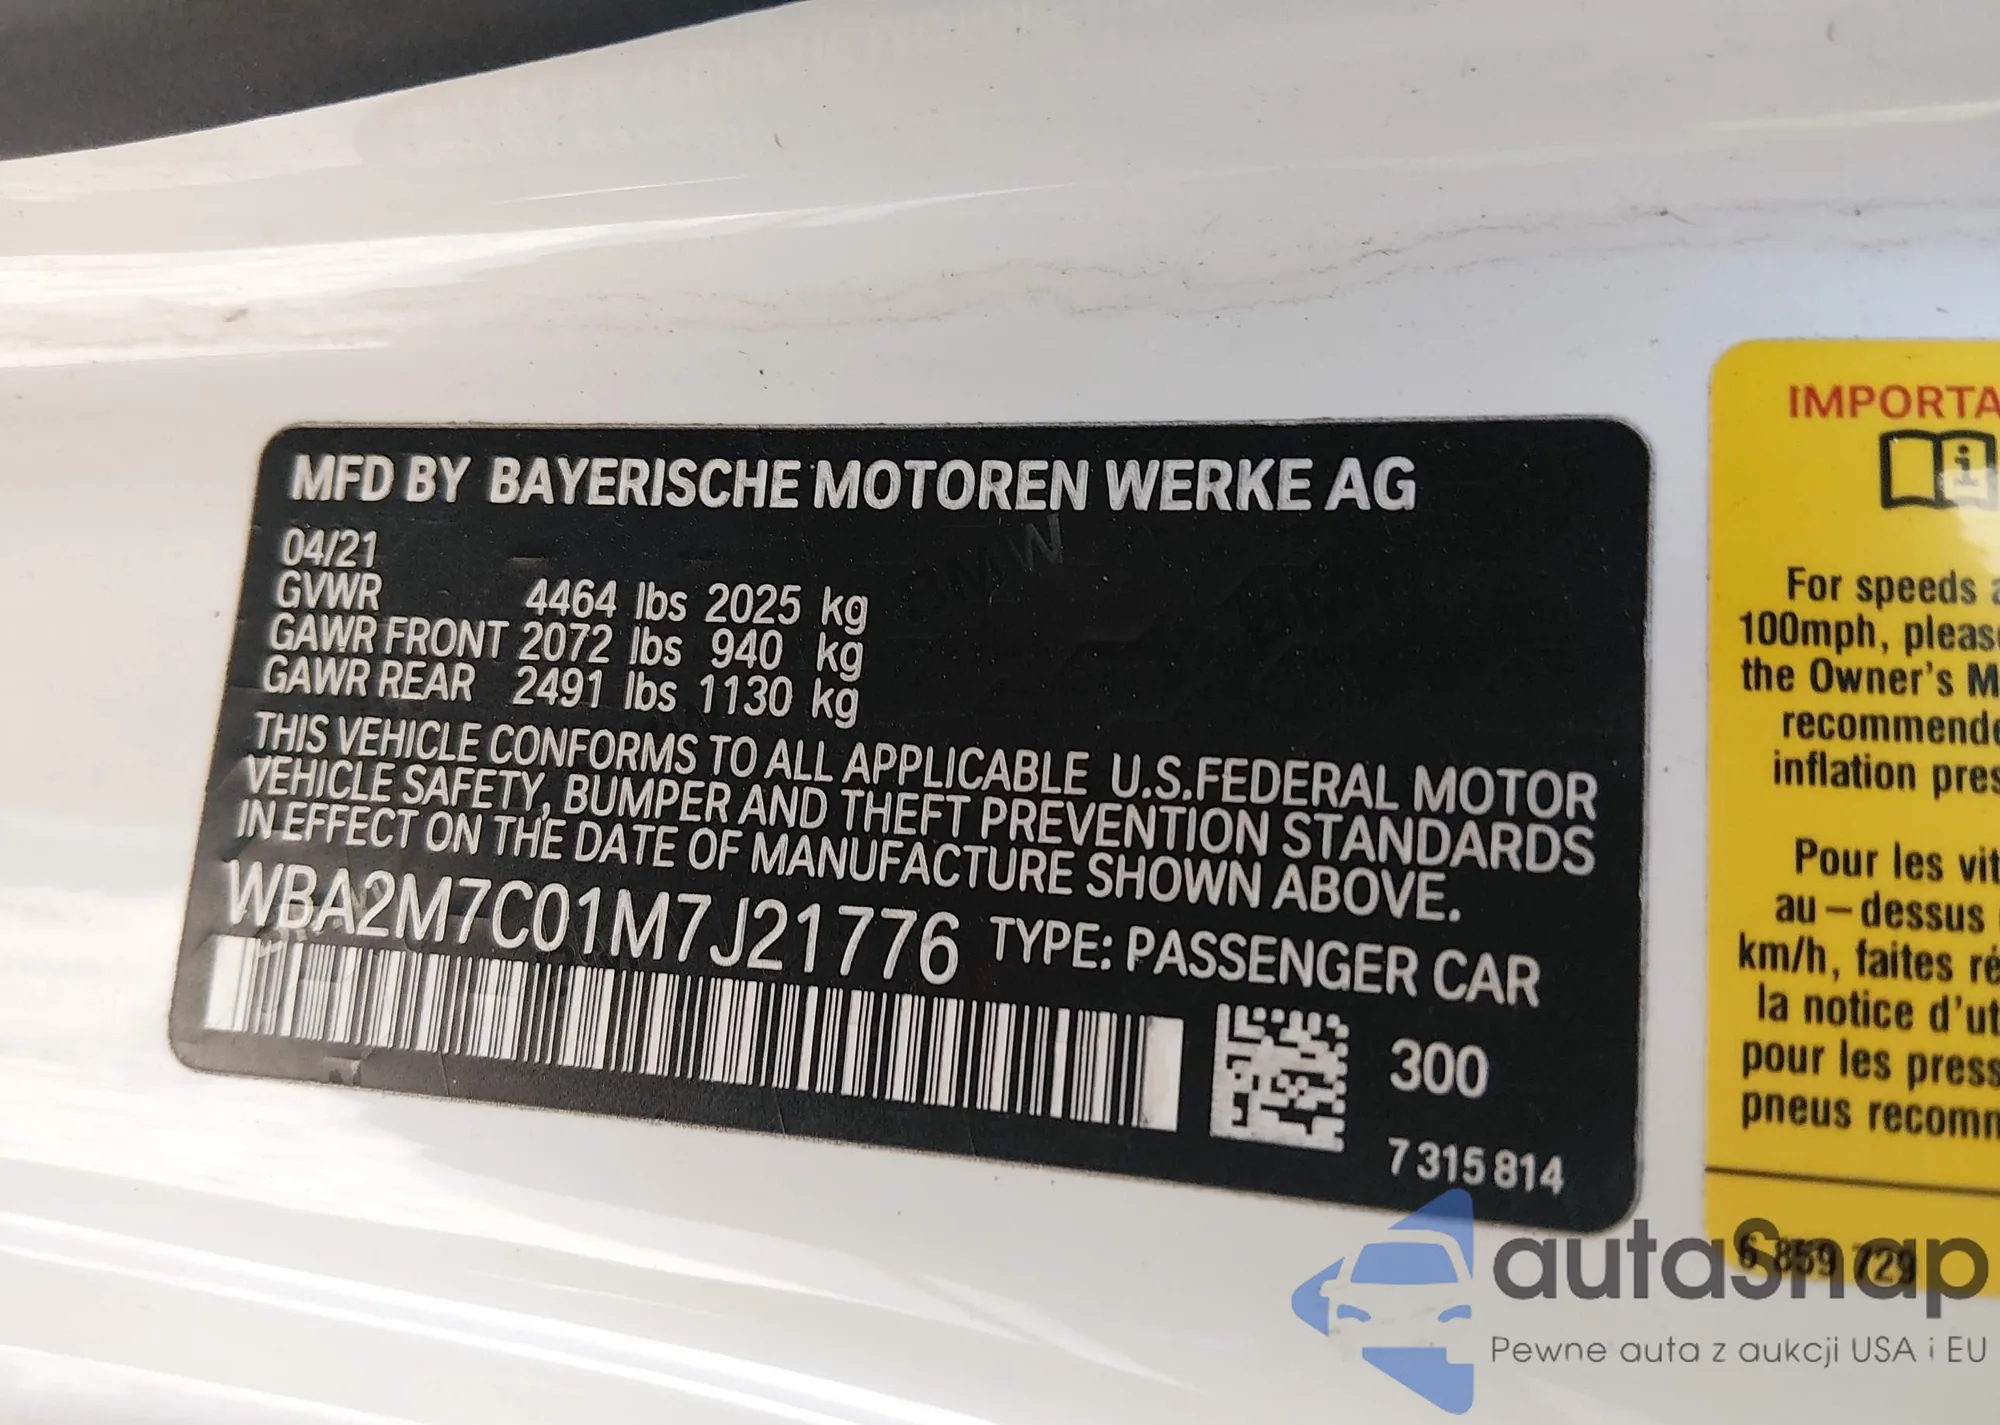 MFD BY BAYERISCHE MOTOREN WERKE AG
04/21
GVWR 4464 lbs 2025 kg
GAWR FRONT 2072 lbs 940 kg
GAWR REAR 2491 lbs 1130 kg
THIS VEHICLE CONFORMS TO ALL APPLICABLE U.S.FEDERAL MOTOR
VEHICLE SAFETY, BUMPER AND THEFT PREVENTION STANDARDS
IN EFFECT ON THE DATE OF MANUFACTURE SHOWN ABOVE.
WBA2M7C01M7J21776 TYPE: PASSENGER CAR
300
7 315 814
IMPORTA
For speeds a
100mph, please
the Owner's M
recommende
inflation pres
Pour les vit
au-dessus
km/h, faites ré
la notice d'ut
pour les press
pneus recomm
6 859 729
autaSnap
Pewne auta z aukcji USA i EU